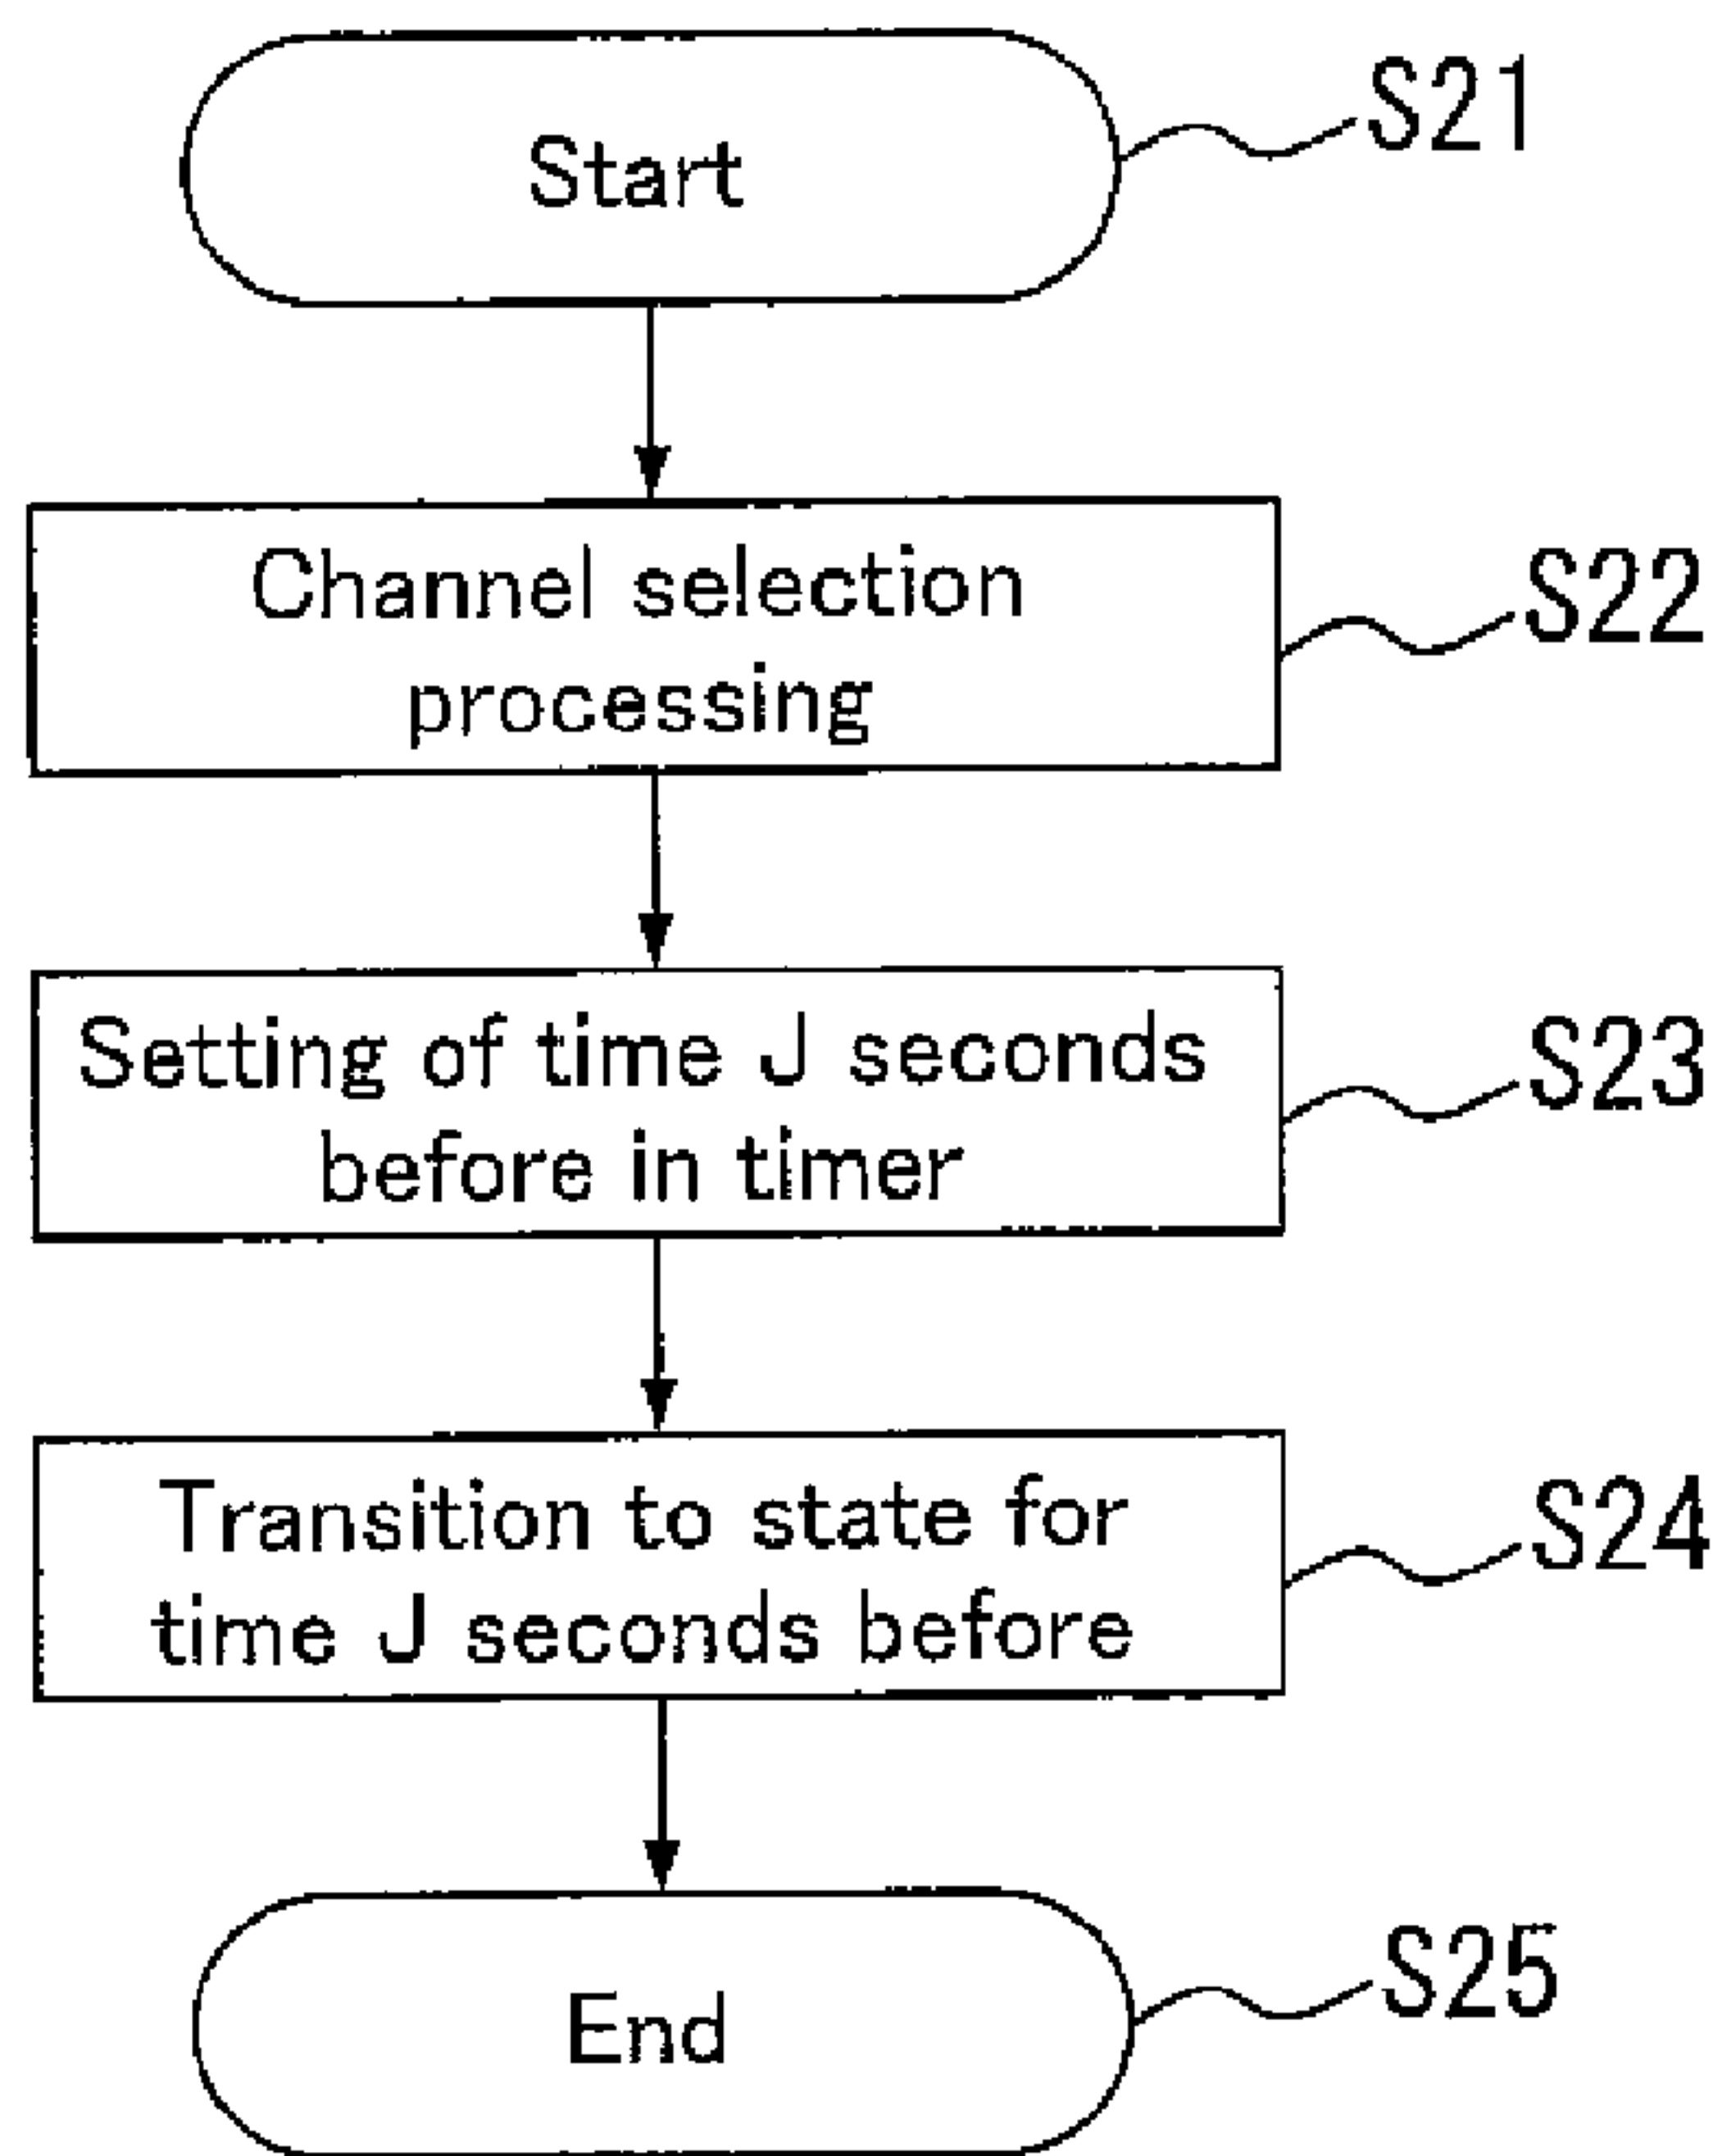 Start
S21
Channel selection
processing
S22
Setting of time J seconds
before in timer
S23
Transition to state for
time J seconds before
S24
End
S25